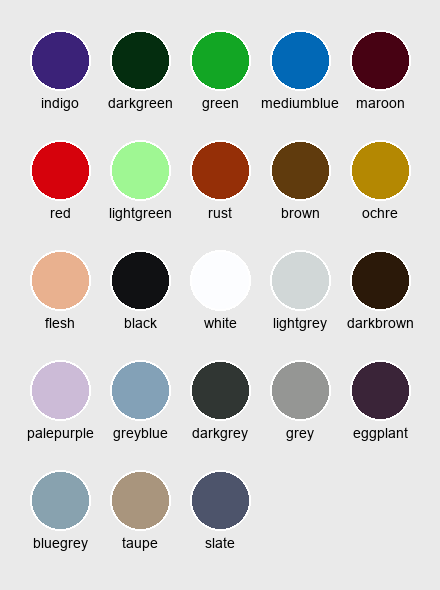 indigo darkgreen green mediumblue maroon
red lightgreen rust brown ochre
flesh black white lightgrey darkbrown
palepurple greyblue darkgrey grey eggplant
bluegrey taupe slate